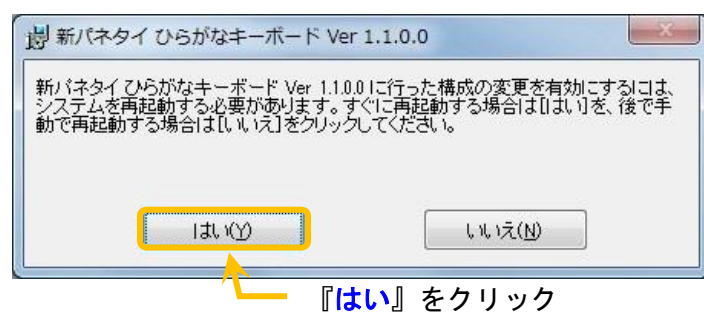 新パネタイ ひらがなキーボード Ver 1.1.0.0
新パネタイ ひらがなキーボード Ver 1.1.0.0 に行った構成の変更を有効にするには、
システムを再起動する必要があります。すぐに再起動する場合は[はい]を、後で手
動で再起動する場合は[いいえ]をクリックしてください。
はい(Y) いいえ(N)
『はい』をクリック